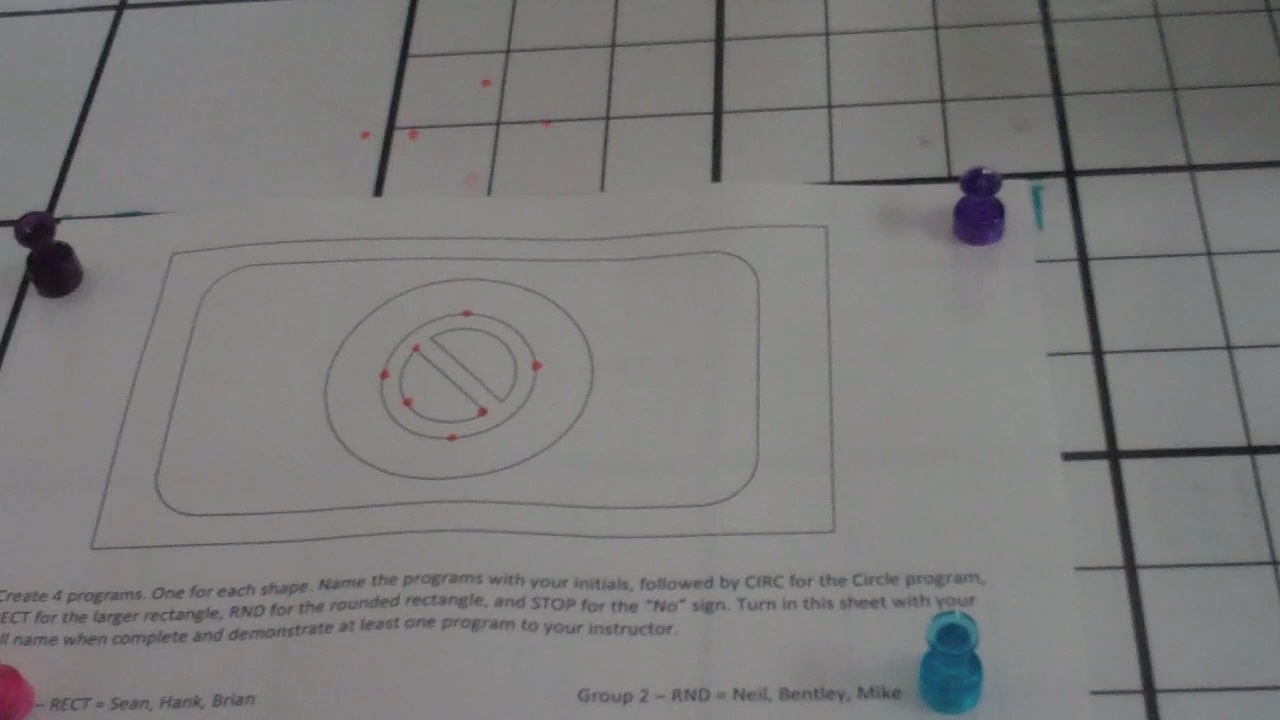 Create 4 programs. One for each shape. Name the programs with your initials, followed by CIRC for the Circle program,
ECT for the larger rectangle, RND for the rounded rectangle, and STOP for the "No" sign. Turn in this sheet with your
ll name when complete and demonstrate at least one program to your instructor.
– RECT = Sean, Hank, Brian
Group 2 – RND = Neil, Bentley, Mike